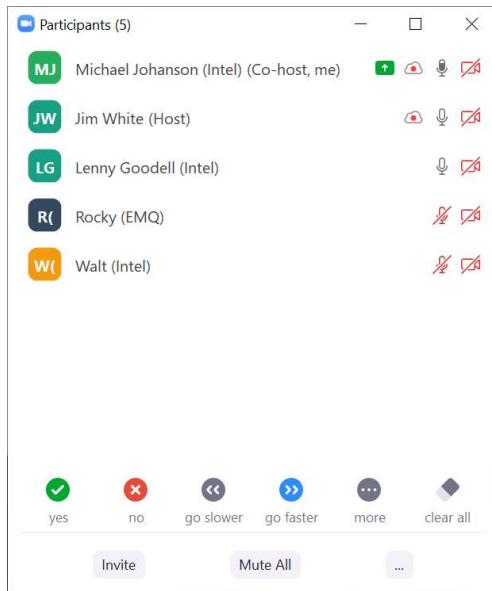 Participants (5)
MJ Michael Johanson (Intel) (Co-host, me)
JW Jim White (Host)
LG Lenny Goodell (Intel)
R( Rocky (EMQ)
W( Walt (Intel)
yes no go slower go faster more clear all
Invite Mute All ...